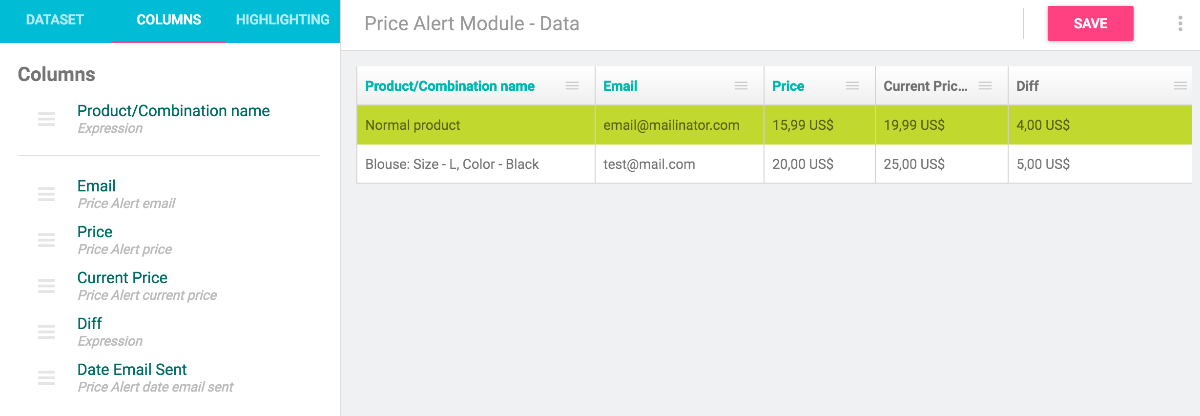 DATASET COLUMNS HIGHLIGHTING
Columns
Product/Combination name
Expression
Email
Price Alert email
Price
Price Alert price
Current Price
Price Alert current price
Diff
Expression
Date Email Sent
Price Alert date email sent
Price Alert Module - Data
SAVE
Product/Combination name Email Price Current Pric... Diff
Normal product email@mailinator.com 15,99 US$ 19,99 US$ 4,00 US$
Blouse: Size - L, Color - Black test@mail.com 20,00 US$ 25,00 US$ 5,00 US$